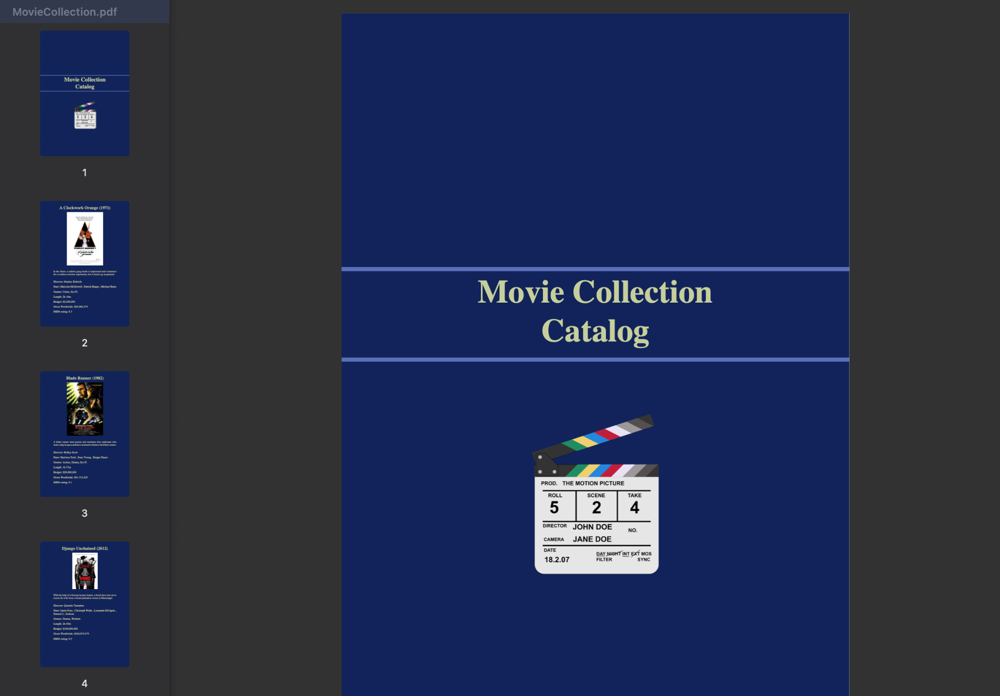 MovieCollection.pdf
Movie Collection
Catalog
1
A Clockwork Orange (1971)
STANLEY KUBRICK'S
In the future, a sadistic gang leader is imprisoned and volunteers
for a conduct-aversion experiment, but it doesn't go as planned.
Director: Stanley Kubrick
Stars: Malcolm McDowell , Patrick Magee , Michael Bates
Genres: Crime, Sci-Fi
Length: 2h 16m
Budget: $2,200,000
Gross Worldwide: $26,960,374
IMDb rating: 8.3
2
Blade Runner (1982)
HARRISON FORD
BLADE RUNNER
A blade runner must pursue and terminate four replicants who
stole a ship in space and have returned to Earth to find their creator.
Director: Ridley Scott
Stars: Harrison Ford , Sean Young , Rutger Hauer
Genres: Action, Drama, Sci-Fi
Length: 1h 57m
Budget: $28,000,000
Gross Worldwide: $41,712,525
IMDb rating: 8.1
3
Django Unchained (2012)
With the help of a German bounty-hunter, a freed slave sets out to
rescue his wife from a brutal plantation owner in Mississippi.
Director: Quentin Tarantino
Stars: Jamie Foxx , Christoph Waltz , Leonardo DiCaprio ,
Samuel L. Jackson
Genres: Drama, Western
Length: 2h 45m
Budget: $100,000,000
Gross Worldwide: $426,074,373
IMDb rating: 8.5
4
Movie Collection
Catalog
PROD. THE MOTION PICTURE
ROLL SCENE TAKE
5 2 4
DIRECTOR JOHN DOE NO.
CAMERA JANE DOE
DATE
18.2.07
DAY NIGHT INT EXT MOS
FILTER SYNC